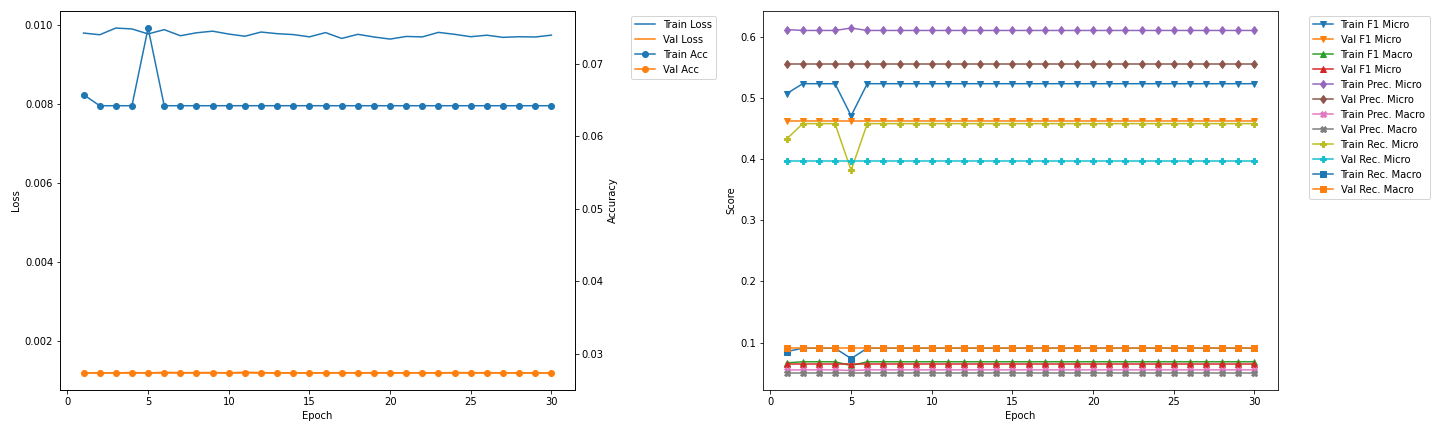 0.010
0.008
0.006
0.004
0.002
Loss
0
5
10
15
20
25
30
Epoch
0.07
0.06
0.05
0.04
0.03
Accuracy
Train Loss
Val Loss
Train Acc
Val Acc
0.6
0.5
0.4
0.3
0.2
0.1
Score
0
5
10
15
20
25
30
Epoch
Train F1 Micro
Val F1 Micro
Train F1 Macro
Val F1 Micro
Train Prec. Micro
Val Prec. Micro
Train Prec. Macro
Val Prec. Macro
Train Rec. Micro
Val Rec. Micro
Train Rec. Macro
Val Rec. Macro